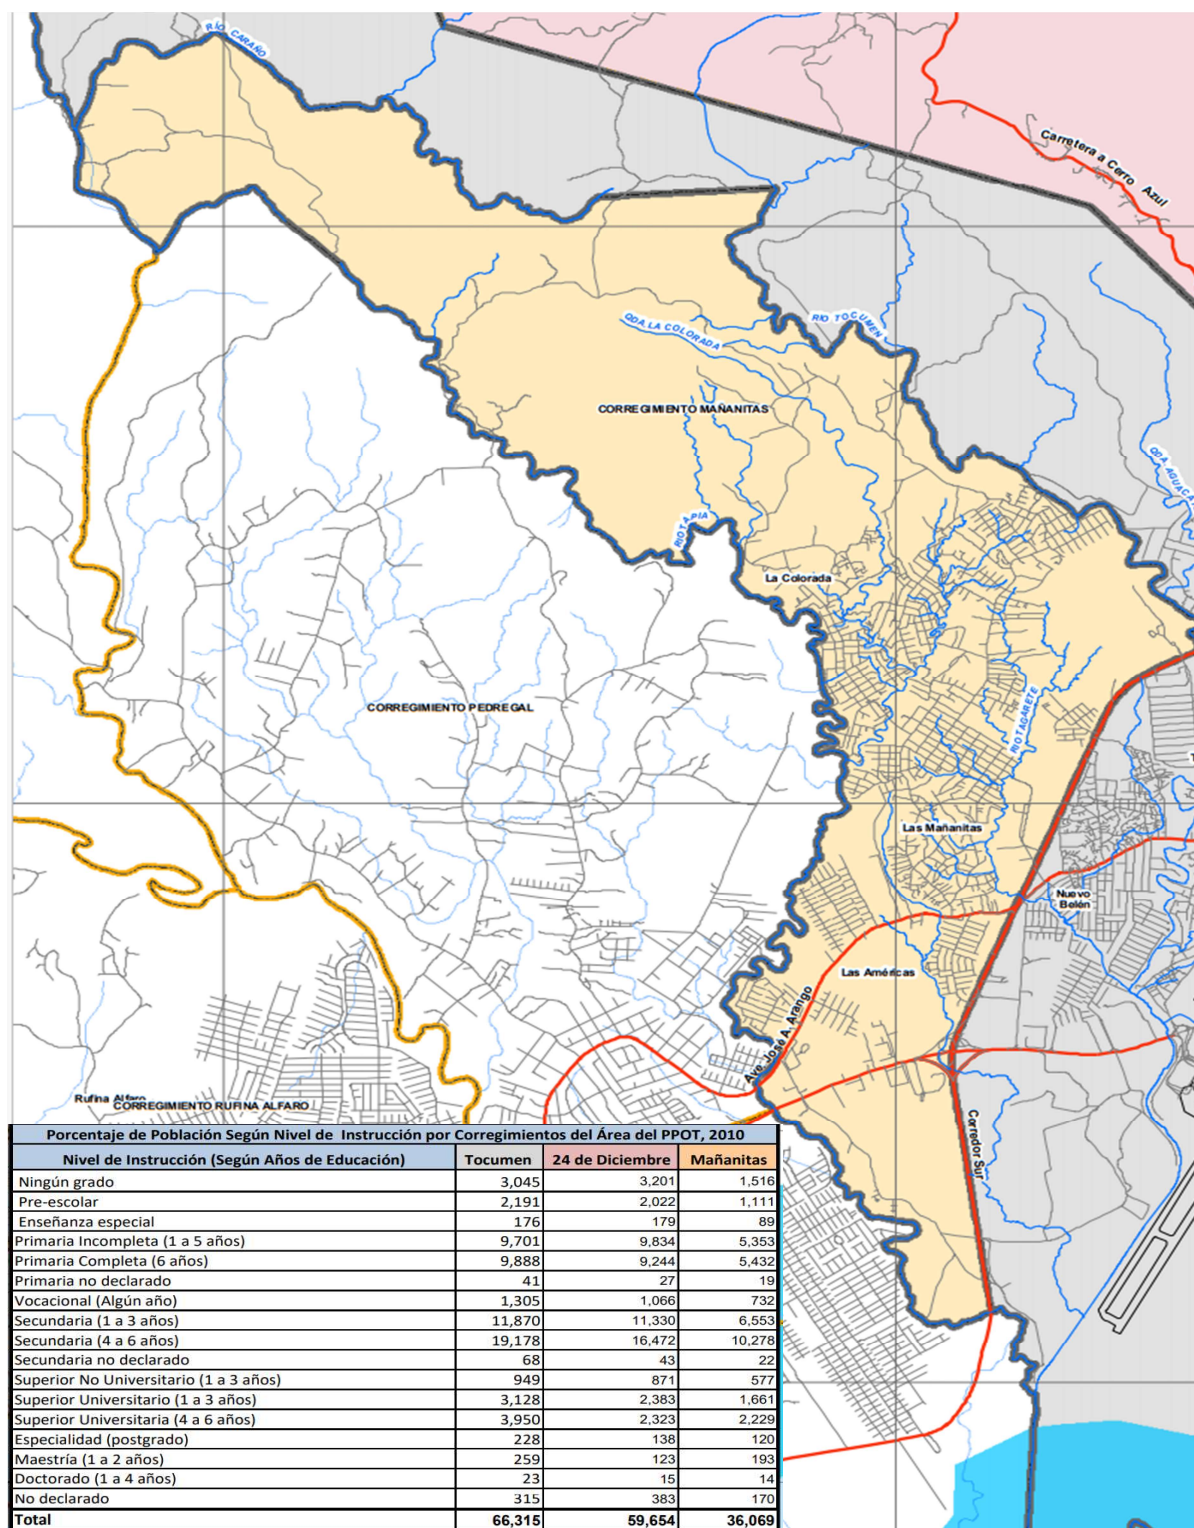 RÍO CARAÑO
Carretera a Cerro Azul
QDA. LA COLORADA
RIO TOCUMEN
CORREGIMIENTO MAÑANITAS
RIO TAPIA
La Colorada
CORREGIMIENTO PEDREGAL
RIO TAGARETE
Las Mañanitas
Nuevo
Belén
Las Américas
Ave. José A. Arango
Rufina Alfaro
CORREGIMIENTO RUFINA ALFARO
Corredor Sur
Porcentaje de Población Según Nivel de Instrucción por Corregimientos del Área del PPOT, 2010
Nivel de Instrucción (Según Años de Educación) Tocumen 24 de Diciembre Mañanitas
Ningún grado 3,045 3,201 1,516
Pre-escolar 2,191 2,022 1,111
Enseñanza especial 176 179 89
Primaria Incompleta (1 a 5 años) 9,701 9,834 5,353
Primaria Completa (6 años) 9,888 9,244 5,432
Primaria no declarado 41 27 19
Vocacional (Algún año) 1,305 1,066 732
Secundaria (1 a 3 años) 11,870 11,330 6,553
Secundaria (4 a 6 años) 19,178 16,472 10,278
Secundaria no declarado 68 43 22
Superior No Universitario (1 a 3 años) 949 871 577
Superior Universitario (1 a 3 años) 3,128 2,383 1,661
Superior Universitaria (4 a 6 años) 3,950 2,323 2,229
Especialidad (postgrado) 228 138 120
Maestría (1 a 2 años) 259 123 193
Doctorado (1 a 4 años) 23 15 14
No declarado 315 383 170
Total 66,315 59,654 36,069